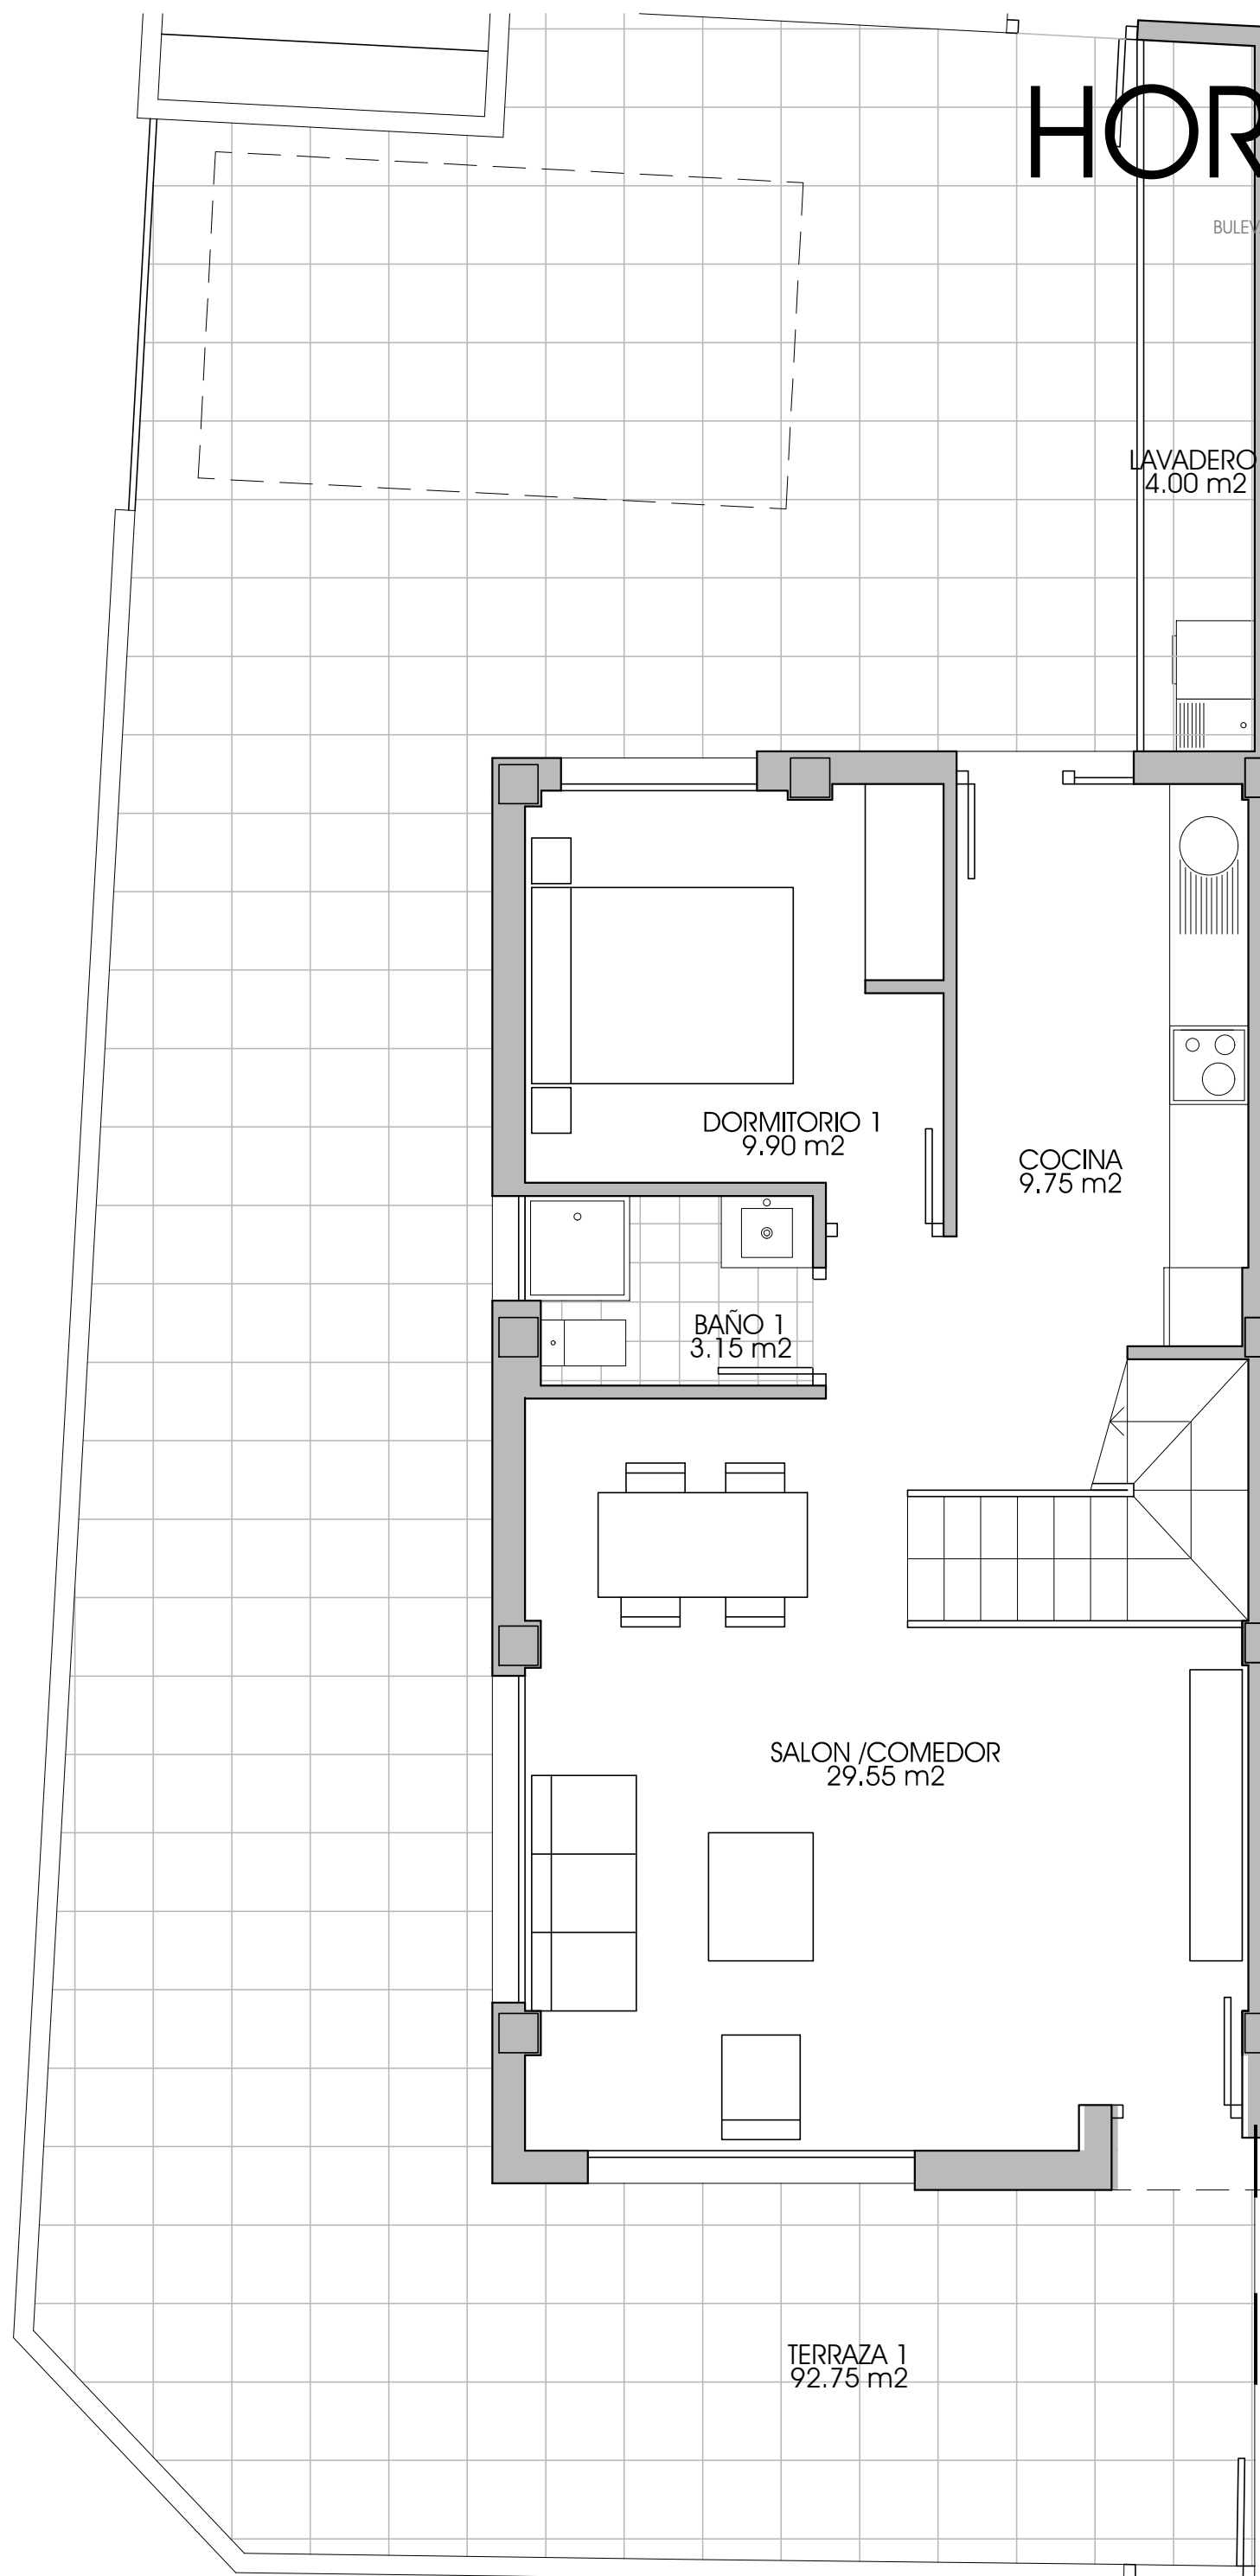 HOR
BULEV
LAVADERO
4.00 m2
DORMITORIO 1
9.90 m2
COCINA
9.75 m2
BAÑO 1
3.15 m2
SALON /COMEDOR
29.55 m2
TERRAZA 1
92.75 m2